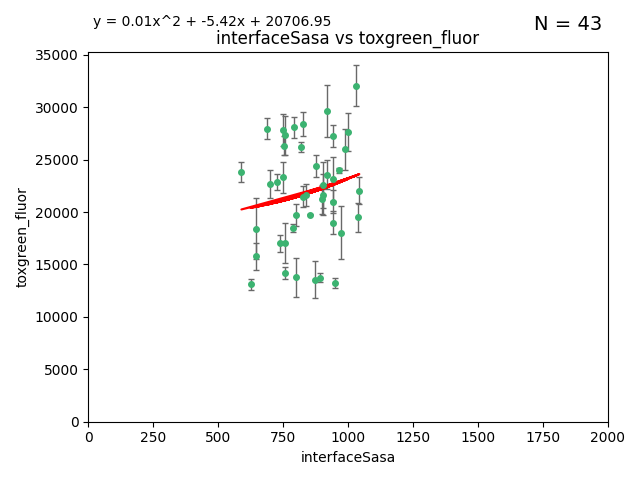 y = 0.01x^2 + -5.42x + 20706.95
N = 43
interfaceSasa vs toxgreen_fluor
35000
30000
25000
20000
15000
10000
5000
0
toxgreen_fluor
0 250 500 750 1000 1250 1500 1750 2000
interfaceSasa